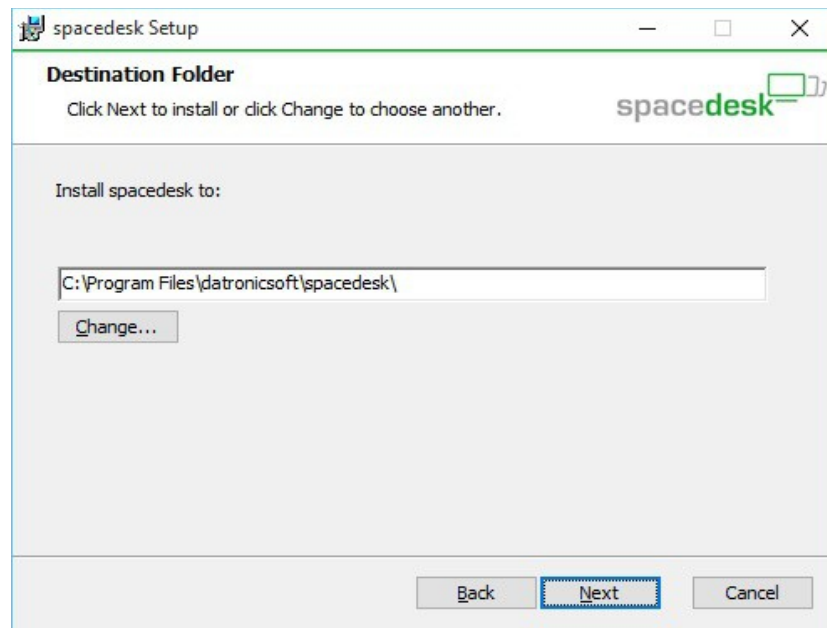 spacedesk Setup
Destination Folder
Click Next to install or click Change to choose another.
spacedesk
Install spacedesk to:
C:\Program Files\datronicsoft\spacedesk\
Change...
Back
Next
Cancel